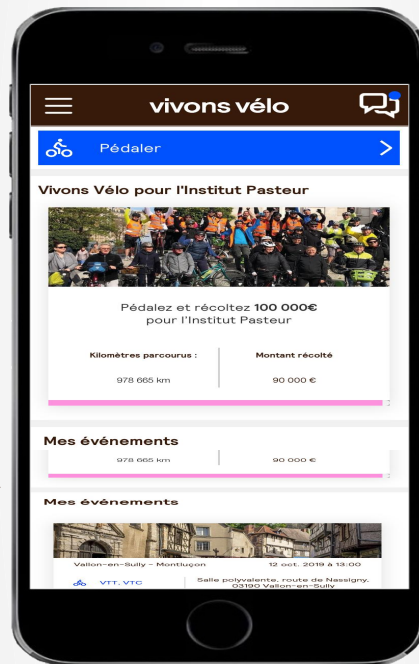 vivons vélo
Pédaler
Vivons Vélo pour l'Institut Pasteur
Pédalez et récoltez 100 000€
pour l'Institut Pasteur
Kilomètres parcourus :
Montant récolté
978 665 km
90 000 €
Mes événements
978 665 km
90 000 €
Mes événements
Vallon-en-Sully - Montluçon
12 oct. 2019 à 13:00
VTT, VTC
Salle polyvalente, route de Nassigny,
03190 Vallon-en-Sully